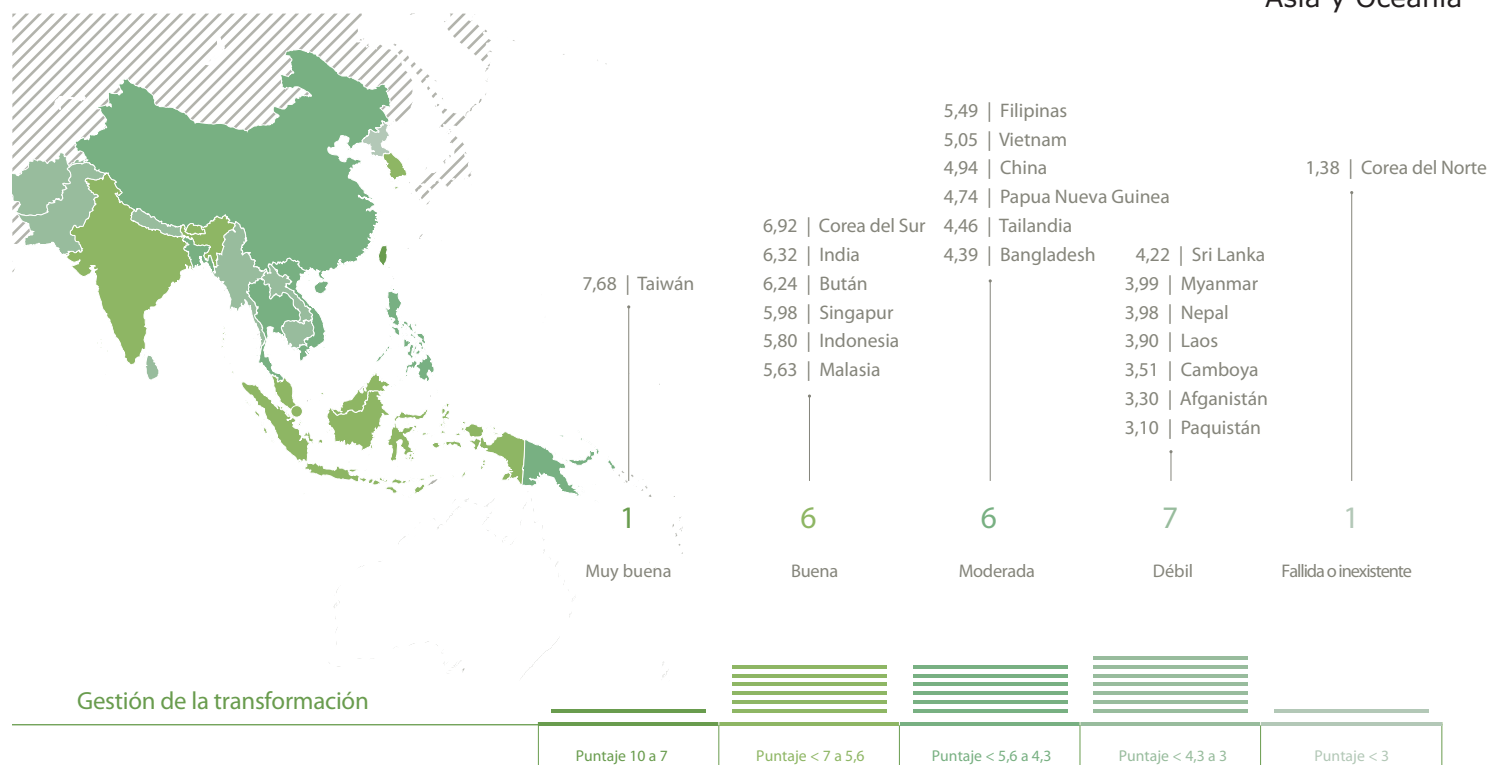 Asia y Oceanía
7,68 | Taiwán
6,92 | Corea del Sur
6,32 | India
6,24 | Bután
5,98 | Singapur
5,80 | Indonesia
5,63 | Malasia
5,49 | Filipinas
5,05 | Vietnam
4,94 | China
4,74 | Papua Nueva Guinea
4,46 | Tailandia
4,39 | Bangladesh
4,22 | Sri Lanka
3,99 | Myanmar
3,98 | Nepal
3,90 | Laos
3,51 | Camboya
3,30 | Afganistán
3,10 | Paquistán
1,38 | Corea del Norte
1
6
6
7
1
Muy buena
Buena
Moderada
Débil
Fallida o inexistente
Gestión de la transformación
Puntaje 10 a 7
Puntaje < 7 a 5,6
Puntaje < 5,6 a 4,3
Puntaje < 4,3 a 3
Puntaje < 3